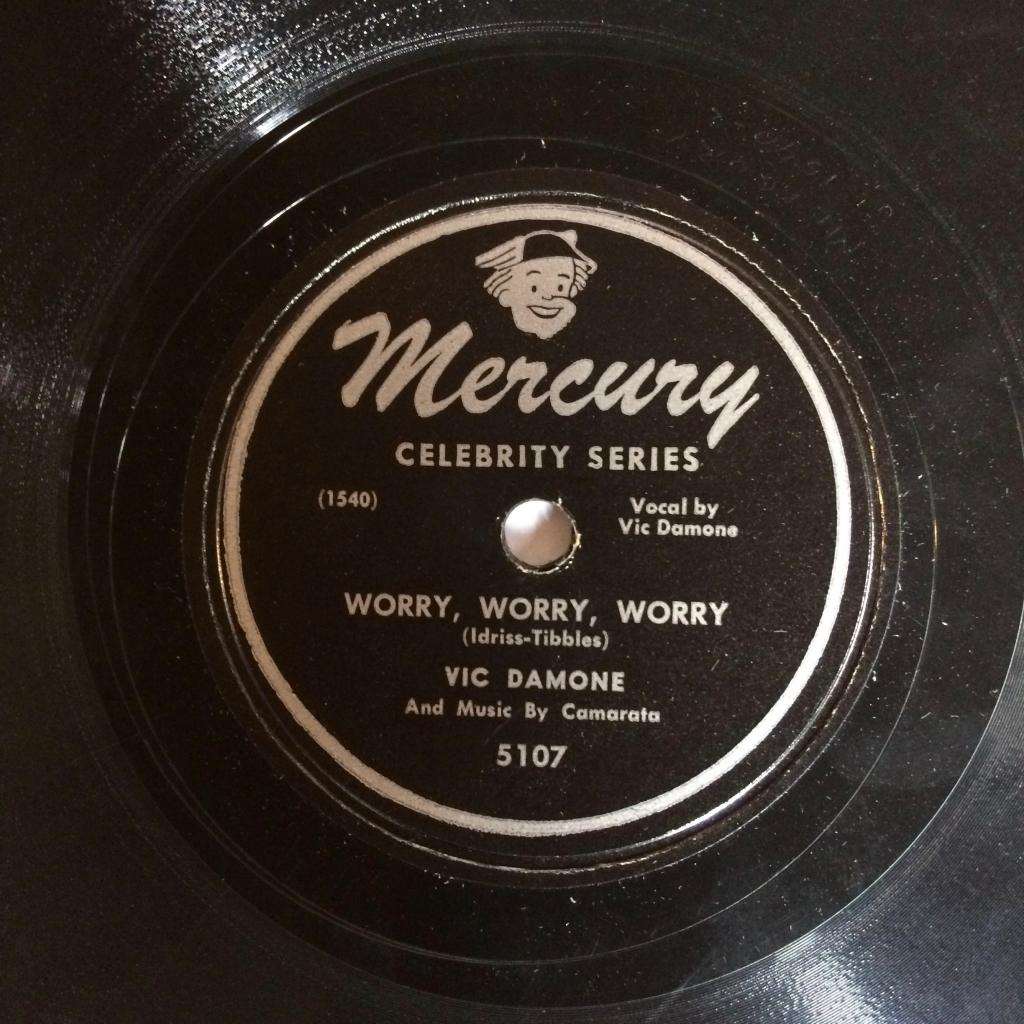 Mercury
CELEBRITY SERIES
(1540)
Vocal by
Vic Damone
WORRY, WORRY, WORRY
(Idriss-Tibbles)
VIC DAMONE
And Music By Camarata
5107